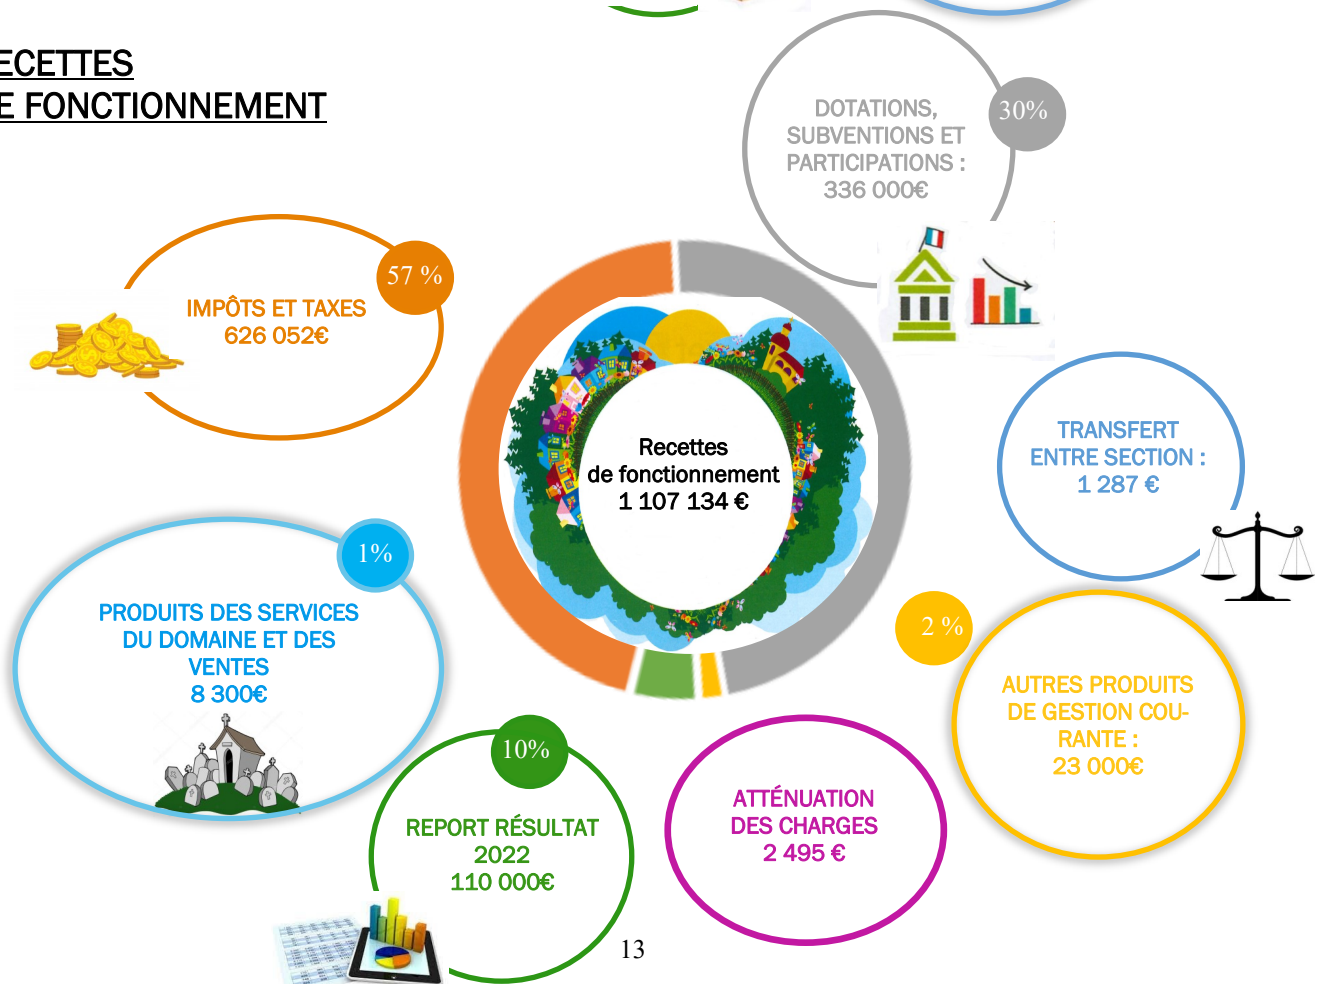 ECETTES
E FONCTIONNEMENT
DOTATIONS,
SUBVENTIONS ET
PARTICIPATIONS :
336 000€
30%
57 %
IMPÔTS ET TAXES
626 052€
Recettes
de fonctionnement
1 107 134 €
TRANSFERT
ENTRE SECTION :
1 287 €
1%
PRODUITS DES SERVICES
DU DOMAINE ET DES
VENTES
8 300€
2 %
AUTRES PRODUITS
DE GESTION COU-
RANTE :
23 000€
10%
REPORT RÉSULTAT
2022
110 000€
ATTÉNUATION
DES CHARGES
2 495 €
13